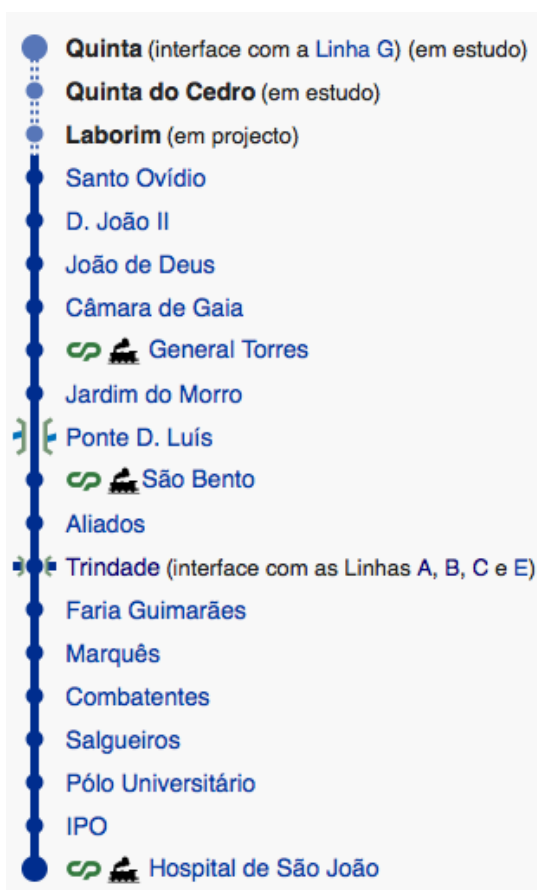 Quinta (interface com a Linha G) (em estudo)
Quinta do Cedro (em estudo)
Laborim (em projecto)
Santo Ovídio
D. João II
João de Deus
Câmara de Gaia
General Torres
Jardim do Morro
Ponte D. Luís
São Bento
Aliados
Trindade (interface com as Linhas A, B, C e E)
Faria Guimarães
Marquês
Combatentes
Salgueiros
Pólo Universitário
IPO
Hospital de São João